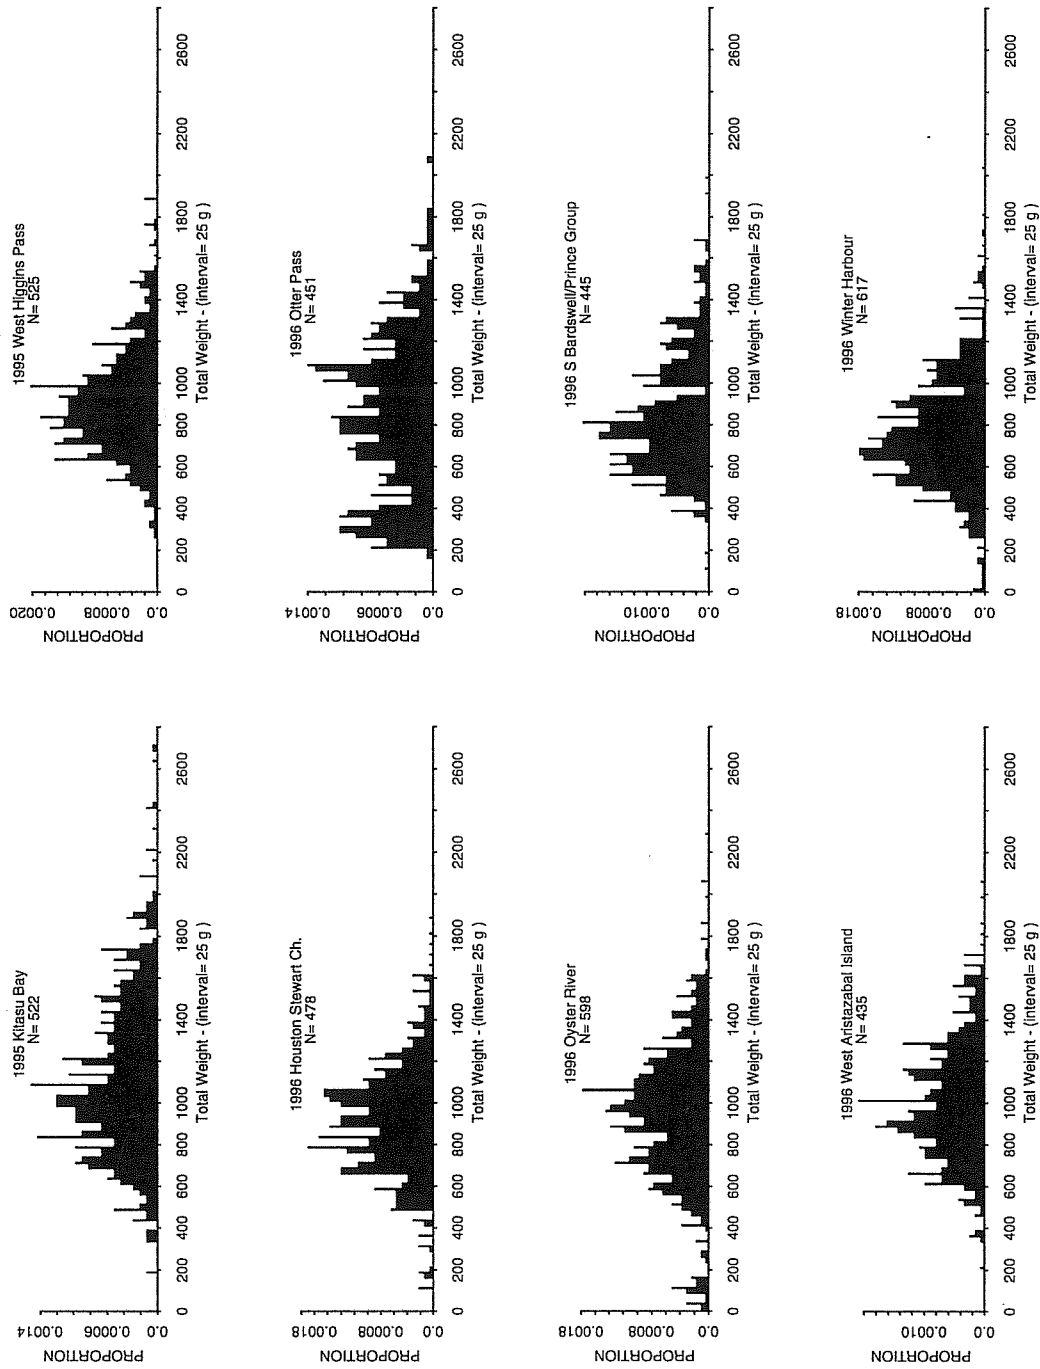 1995 Kitasu Bay
N= 522
PROPORTION
0.0 0.0006 0.0014
0 200 400 600 800 1000 1400 1800 2200 2600
Total Weight - (interval= 25 g )
1995 West Higgins Pass
N= 525
PROPORTION
0.0 0.0008 0.0020
0 200 400 600 800 1000 1400 1800 2200 2600
Total Weight - (interval= 25 g )
1996 Houston Stewart Ch.
N= 478
PROPORTION
0.0 0.0008 0.0018
0 200 400 600 800 1000 1400 1800 2200 2600
Total Weight - (interval= 25 g )
1996 Otter Pass
N= 451
PROPORTION
0.0 0.0006 0.0014
0 200 400 600 800 1000 1400 1800 2200 2600
Total Weight - (interval= 25 g )
1996 Oyster River
N= 598
PROPORTION
0.0 0.0008 0.0018
0 200 400 600 800 1000 1400 1800 2200 2600
Total Weight - (interval= 25 g )
1996 S Bardswell/Prince Group
N= 445
PROPORTION
0.0 0.0010
0 200 400 600 800 1000 1400 1800 2200 2600
Total Weight - (interval= 25 g )
1996 West Aristazabal Island
N= 435
PROPORTION
0.0 0.0010
0 200 400 600 800 1000 1400 1800 2200 2600
Total Weight - (interval= 25 g )
1996 Winter Harbour
N= 617
PROPORTION
0.0 0.0008 0.0018
0 200 400 600 800 1000 1400 1800 2200 2600
Total Weight - (interval= 25 g )